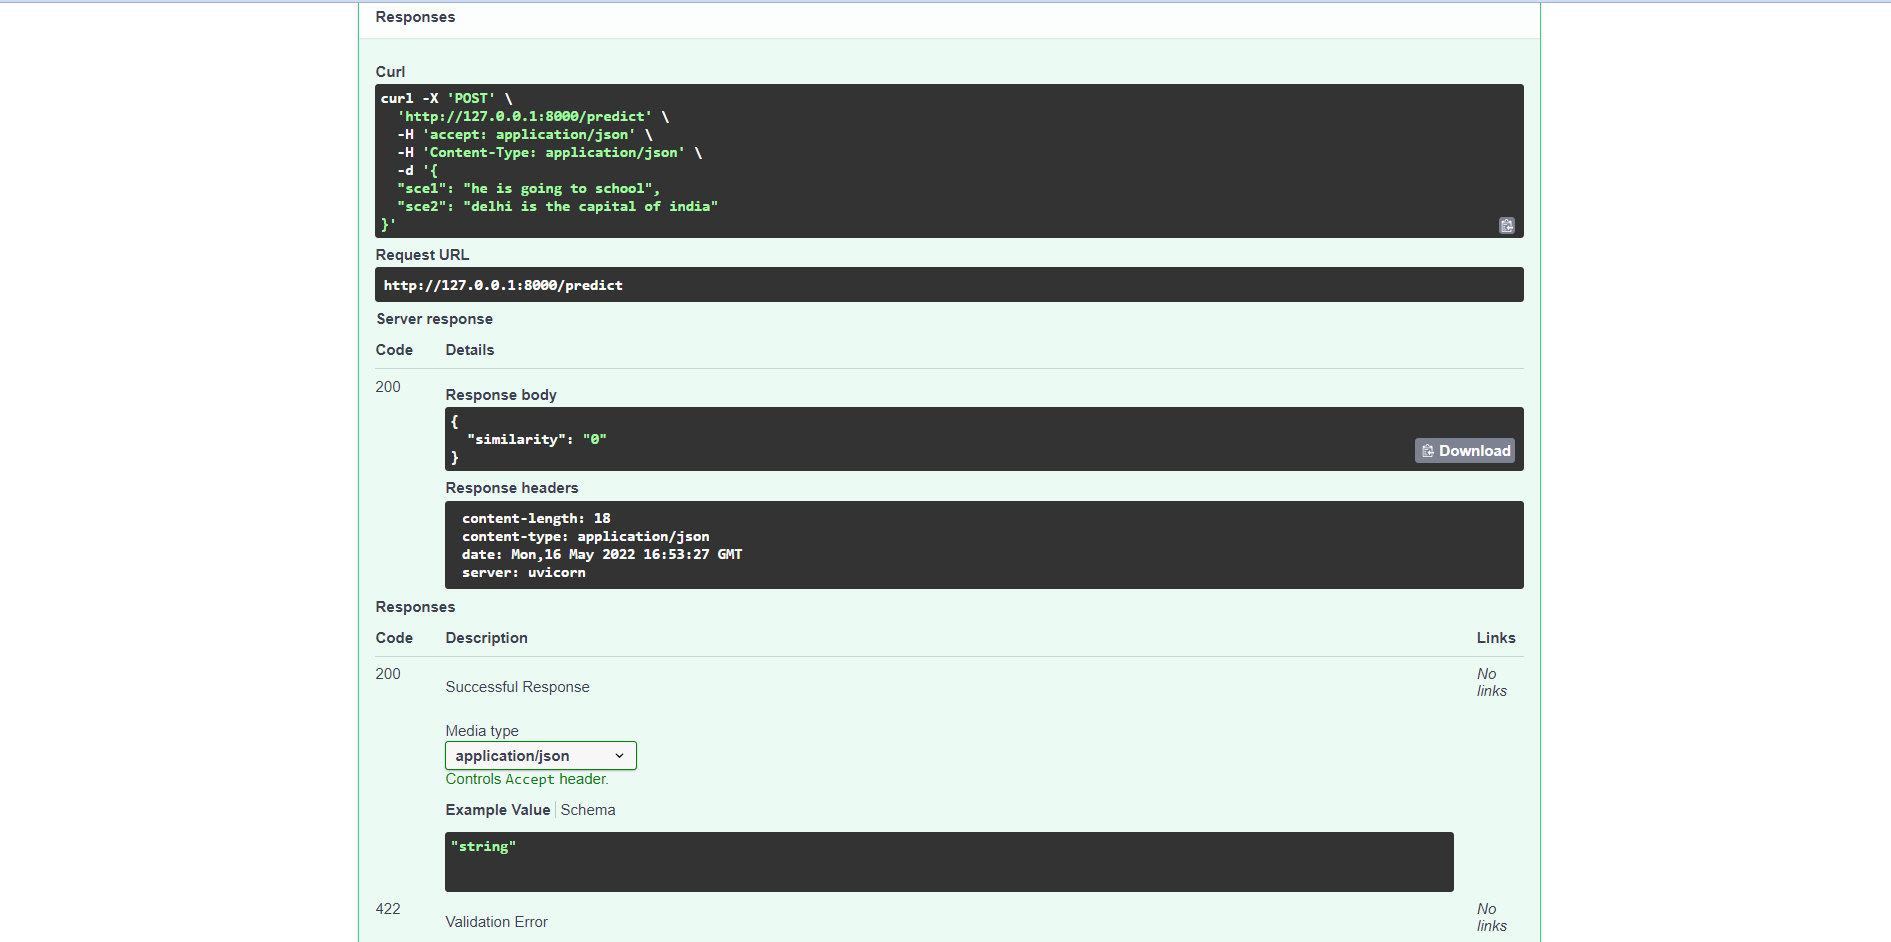 Responses
Curl
curl -X 'POST' \
'http://127.0.0.1:8000/predict' \
-H 'accept: application/json' \
-H 'Content-Type: application/json' \
-d '{
"sce1": "he is going to school",
"sce2": "delhi is the capital of india"
}'
Request URL
http://127.0.0.1:8000/predict
Server response
Code Details
200
Response body
{
"similarity": "0"
}
Download
Response headers
content-length: 18
content-type: application/json
date: Mon,16 May 2022 16:53:27 GMT
server: uvicorn
Responses
Code Description Links
200
Successful Response
No
links
Media type
application/json
Controls Accept header.
Example Value Schema
"string"
422
Validation Error
No
links